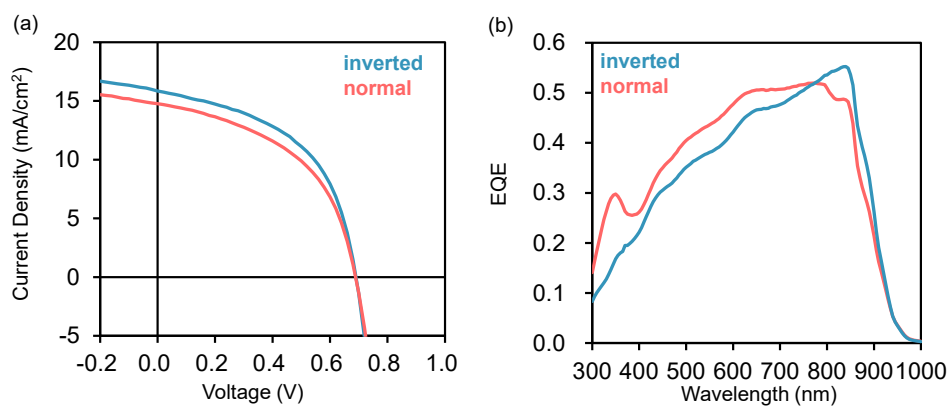 (a)
20
15
10
5
0
-5
-0.2 0.0 0.2 0.4 0.6 0.8 1.0
Current Density (mA/cm²)
Voltage (V)
inverted
normal
(b)
0.6
0.5
0.4
0.3
0.2
0.1
0.0
300 400 500 600 700 800 900 1000
EQE
Wavelength (nm)
inverted
normal